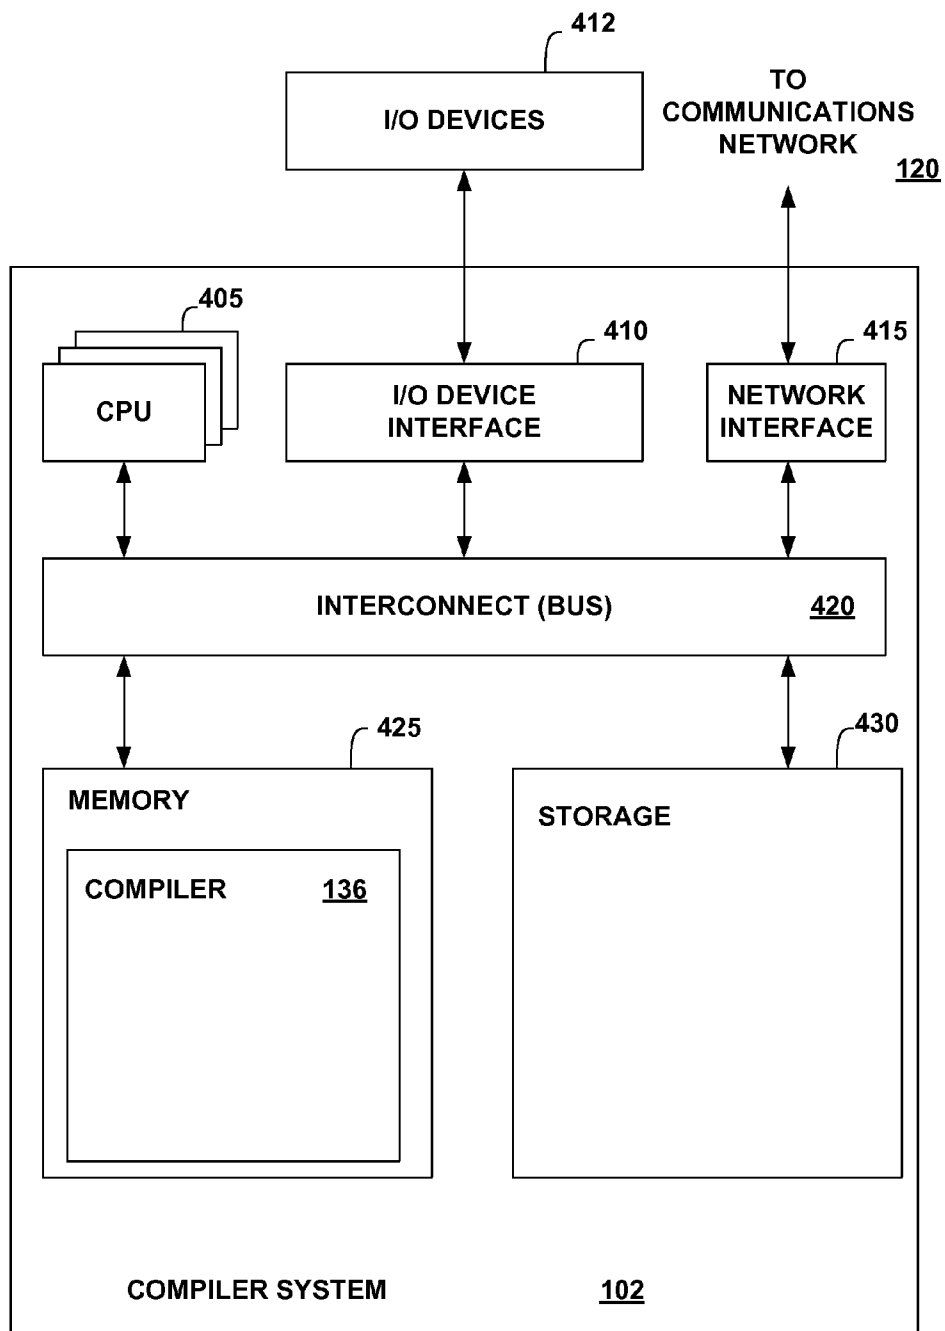 412
I/O DEVICES
TO
COMMUNICATIONS
NETWORK
120
405
410
415
CPU
I/O DEVICE
INTERFACE
NETWORK
INTERFACE
INTERCONNECT (BUS) 420
425
430
MEMORY
STORAGE
COMPILER 136
COMPILER SYSTEM 102